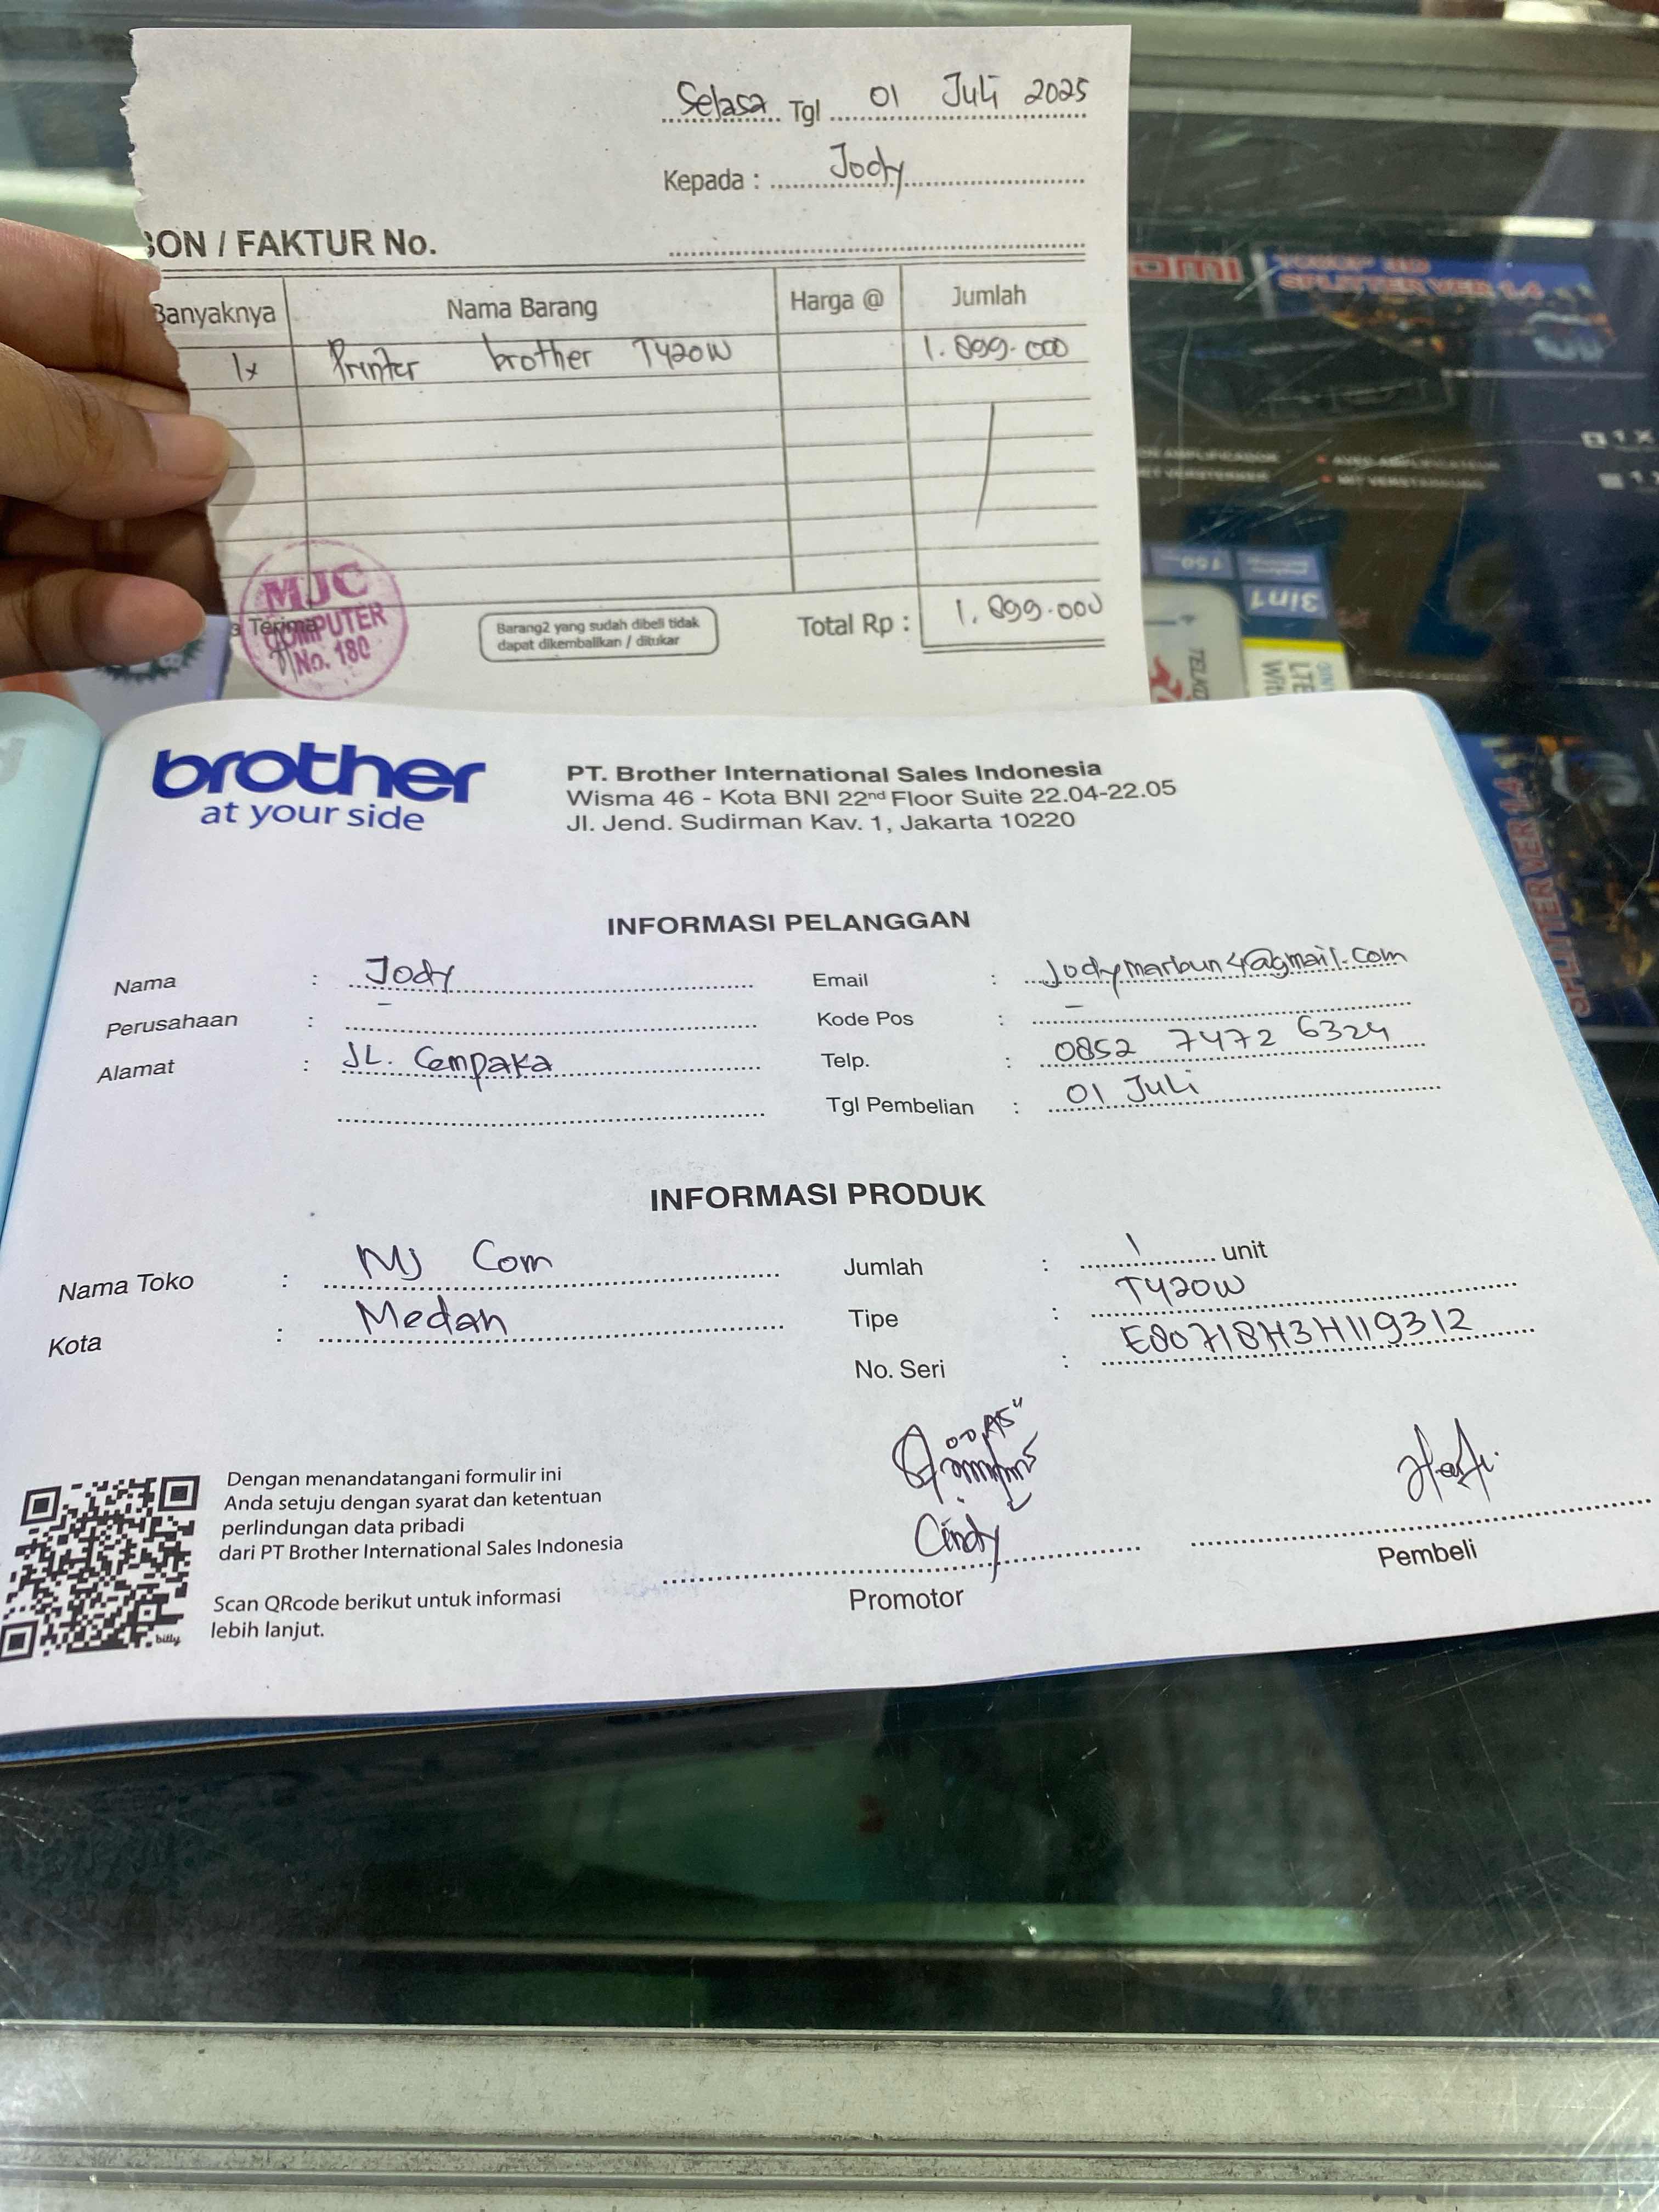 Selasa Tgl 01 Juli 2025
Kepada : Jody
BON / FAKTUR No.
Banyaknya Nama Barang Harga @ Jumlah
1x Printer brother T420W 1.899.000
MJC
COMPUTER
No. 180
Terima
Barang2 yang sudah dibeli tidak
dapat dikembalikan / ditukar
Total Rp : 1.899.000
SPLITTER VER 1.4
3in1
brother
at your side
PT. Brother International Sales Indonesia
Wisma 46 - Kota BNI 22nd Floor Suite 22.04-22.05
Jl. Jend. Sudirman Kav. 1, Jakarta 10220
INFORMASI PELANGGAN
Nama : Jody
Perusahaan : -
Alamat : JL. Cempaka
Email : Jodymarbun4@gmail.com
Kode Pos : -
Telp. : 0852 7472 6324
Tgl Pembelian : 01 Juli
INFORMASI PRODUK
Nama Toko : MJ Com
Kota : Medan
Jumlah : 1 unit
Tipe : T420W
No. Seri : E80718H3H119312
Dengan menandatangani formulir ini
Anda setuju dengan syarat dan ketentuan
perlindungan data pribadi
dari PT Brother International Sales Indonesia
Scan QRcode berikut untuk informasi
lebih lanjut.
bitly
Cindy
Promotor
Pembeli